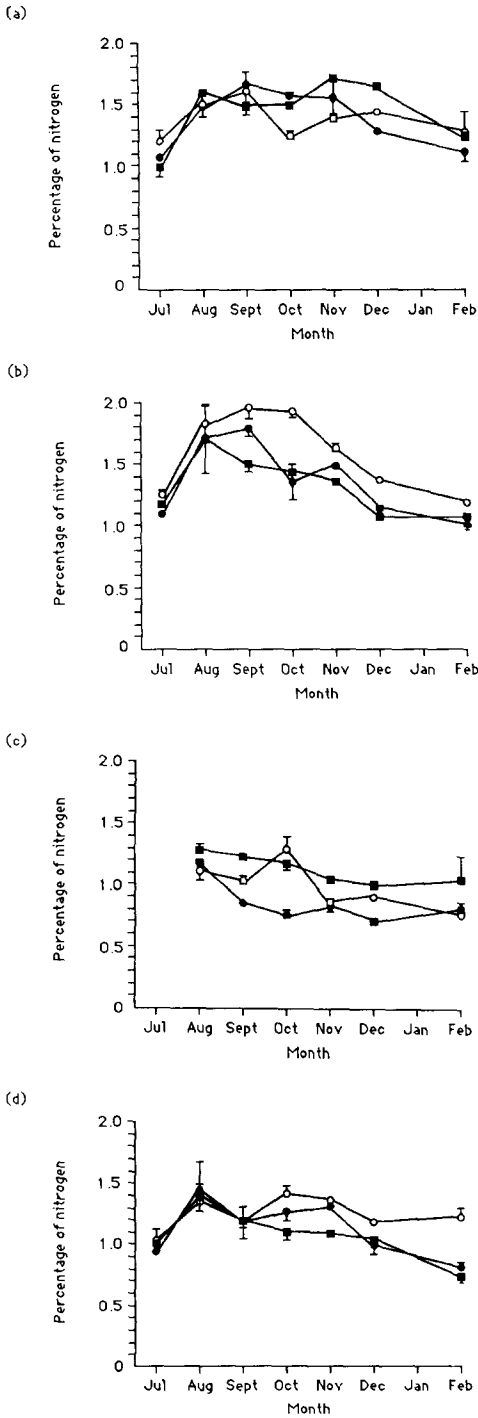 (a)
2.0
1.5
1.0
0.5
0
Percentage of nitrogen
Jul Aug Sept Oct Nov Dec Jan Feb
Month
(b)
2.0
1.5
1.0
0.5
0
Percentage of nitrogen
Jul Aug Sept Oct Nov Dec Jan Feb
Month
(c)
2.0
1.5
1.0
0.5
0
Percentage of nitrogen
Jul Aug Sept Oct Nov Dec Jan Feb
Month
(d)
2.0
1.5
1.0
0.5
0
Percentage of nitrogen
Jul Aug Sept Oct Nov Dec Jan Feb
Month